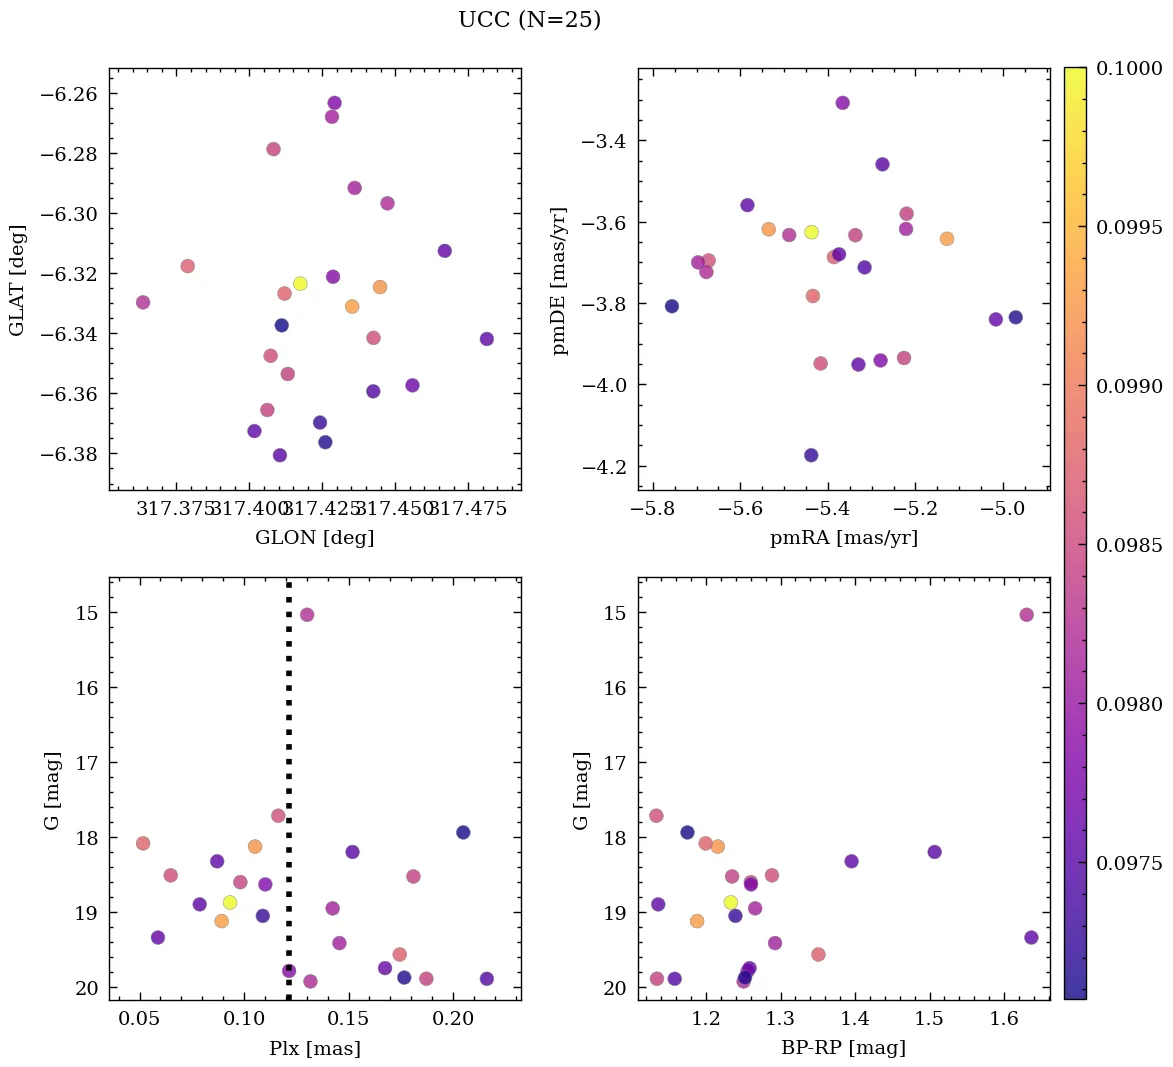 UCC (N=25)
−6.26
−6.28
−6.30
−6.32
−6.34
−6.36
−6.38
GLAT [deg]
317.375 317.400 317.425 317.450 317.475
GLON [deg]
−3.4
−3.6
−3.8
−4.0
−4.2
pmDE [mas/yr]
−5.8 −5.6 −5.4 −5.2 −5.0
pmRA [mas/yr]
15
16
17
18
19
20
G [mag]
0.05 0.10 0.15 0.20
Plx [mas]
15
16
17
18
19
20
G [mag]
1.2 1.3 1.4 1.5 1.6
BP-RP [mag]
0.1000
0.0995
0.0990
0.0985
0.0980
0.0975